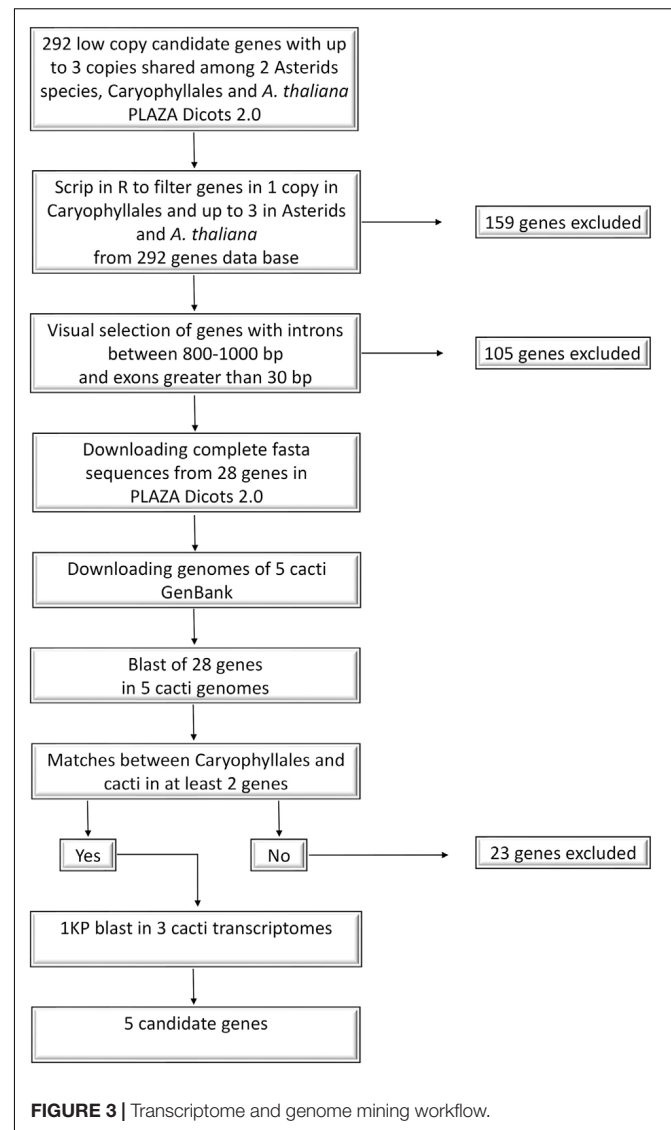 292 low copy candidate genes with up
to 3 copies shared among 2 Asterids
species, Caryophyllales and A. thaliana
PLAZA Dicots 2.0
Scrip in R to filter genes in 1 copy in
Caryophyllales and up to 3 in Asterids
and A. thaliana
from 292 genes data base
159 genes excluded
Visual selection of genes with introns
between 800-1000 bp
and exons greater than 30 bp
105 genes excluded
Downloading complete fasta
sequences from 28 genes in
PLAZA Dicots 2.0
Downloading genomes of 5 cacti
GenBank
Blast of 28 genes
in 5 cacti genomes
Matches between Caryophyllales and
cacti in at least 2 genes
Yes
No
23 genes excluded
1KP blast in 3 cacti transcriptomes
5 candidate genes
FIGURE 3 | Transcriptome and genome mining workflow.